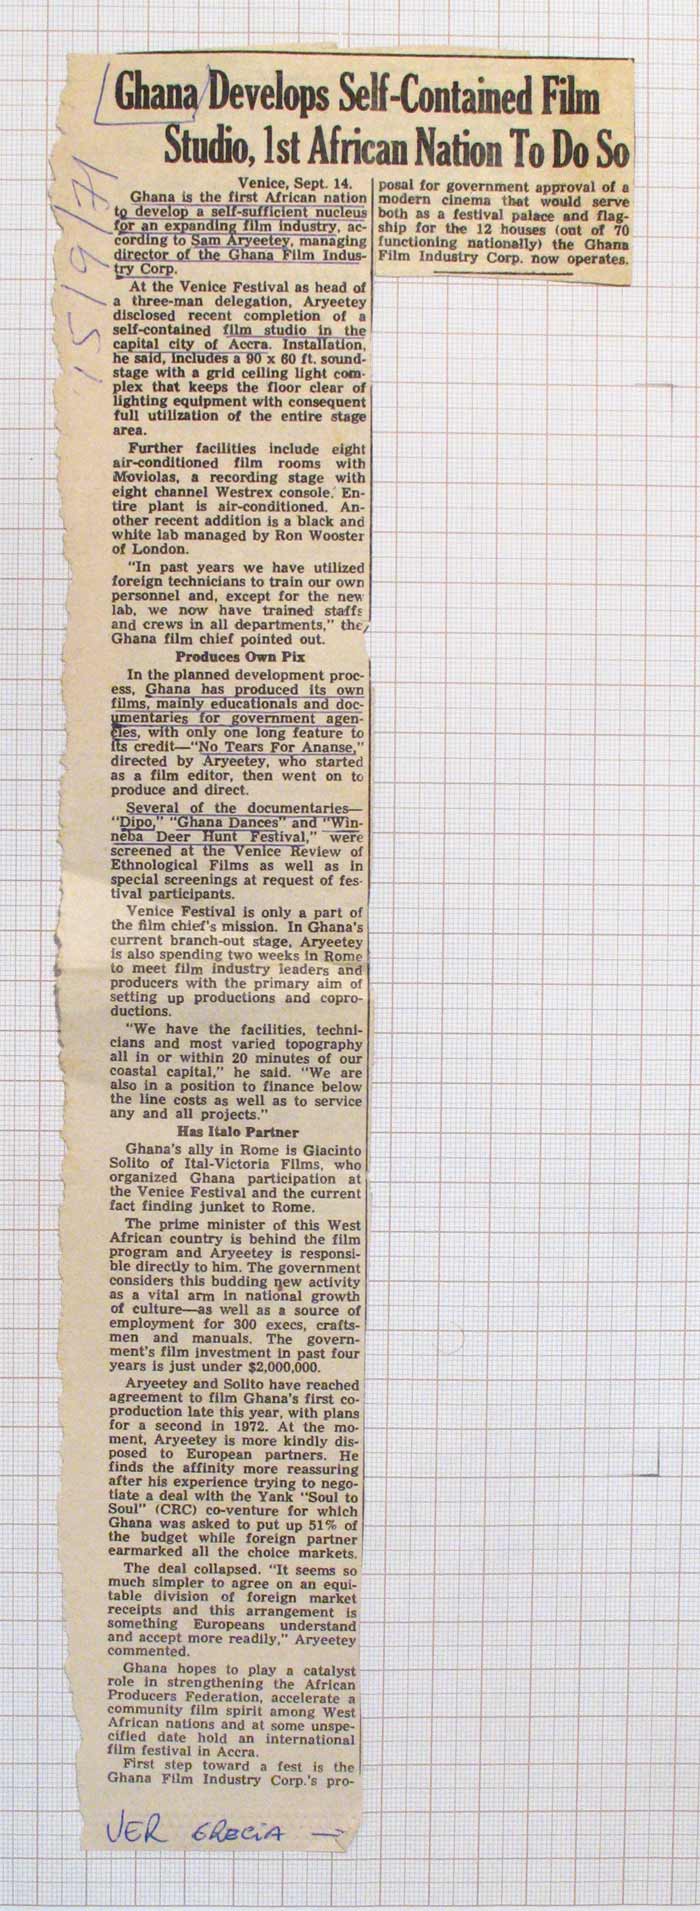 Ghana Develops Self-Contained Film
Studio, 1st African Nation To Do So
15/9/71
Venice, Sept. 14.
Ghana is the first African nation
to develop a self-sufficient nucleus
for an expanding film industry, ac-
cording to Sam Aryeetey, managing
director of the Ghana Film Indus-
try Corp.
At the Venice Festival as head of
a three-man delegation, Aryeetey
disclosed recent completion of a
self-contained film studio in the
capital city of Accra. Installation,
he said, includes a 90 x 60 ft. sound-
stage with a grid ceiling light com-
plex that keeps the floor clear of
lighting equipment with consequent
full utilization of the entire stage
area.
Further facilities include eight
air-conditioned film rooms with
Moviolas, a recording stage with
eight channel Westrex console. En-
tire plant is air-conditioned. An-
other recent addition is a black and
white lab managed by Ron Wooster
of London.
"In past years we have utilized
foreign technicians to train our own
personnel and, except for the new
lab, we now have trained staffs
and crews in all departments," the
Ghana film chief pointed out.
Produces Own Pix
In the planned development proc-
ess, Ghana has produced its own
films, mainly educationals and doc-
umentaries for government agen-
cies, with only one long feature to
its credit—"No Tears For Ananse,"
directed by Aryeetey, who started
as a film editor, then went on to
produce and direct.
Several of the documentaries—
"Dipo," "Ghana Dances" and "Win-
neba Deer Hunt Festival," were
screened at the Venice Review of
Ethnological Films as well as in
special screenings at request of fes-
tival participants.
Venice Festival is only a part of
the film chief's mission. In Ghana's
current branch-out stage, Aryeetey
is also spending two weeks in Rome
to meet film industry leaders and
producers with the primary aim of
setting up productions and copro-
ductions.
"We have the facilities, techni-
cians and most varied topography
all in or within 20 minutes of our
coastal capital," he said. "We are
also in a position to finance below
the line costs as well as to service
any and all projects."
Has Italo Partner
Ghana's ally in Rome is Giacinto
Solito of Ital-Victoria Films, who
organized Ghana participation at
the Venice Festival and the current
fact finding junket to Rome.
The prime minister of this West
African country is behind the film
program and Aryeetey is responsi-
ble directly to him. The government
considers this budding new activity
as a vital arm in national growth
of culture—as well as a source of
employment for 300 execs, crafts-
men and manuals. The govern-
ment's film investment in past four
years is just under $2,000,000.
Aryeetey and Solito have reached
agreement to film Ghana's first co-
production late this year, with plans
for a second in 1972. At the mo-
ment, Aryeetey is more kindly dis-
posed to European partners. He
finds the affinity more reassuring
after his experience trying to nego-
tiate a deal with the Yank "Soul to
Soul" (CRC) co-venture for which
Ghana was asked to put up 51% of
the budget while foreign partner
earmarked all the choice markets.
The deal collapsed. "It seems so
much simpler to agree on an equi-
table division of foreign market
receipts and this arrangement is
something Europeans understand
and accept more readily," Aryeetey
commented.
Ghana hopes to play a catalyst
role in strengthening the African
Producers Federation, accelerate a
community film spirit among West
African nations and at some unspe-
cified date hold an international
film festival in Accra.
First step toward a fest is the
Ghana Film Industry Corp.'s pro-
posal for government approval of a
modern cinema that would serve
both as a festival palace and flag-
ship for the 12 houses (out of 70
functioning nationally) the Ghana
Film Industry Corp. now operates.
VER GRECIA →